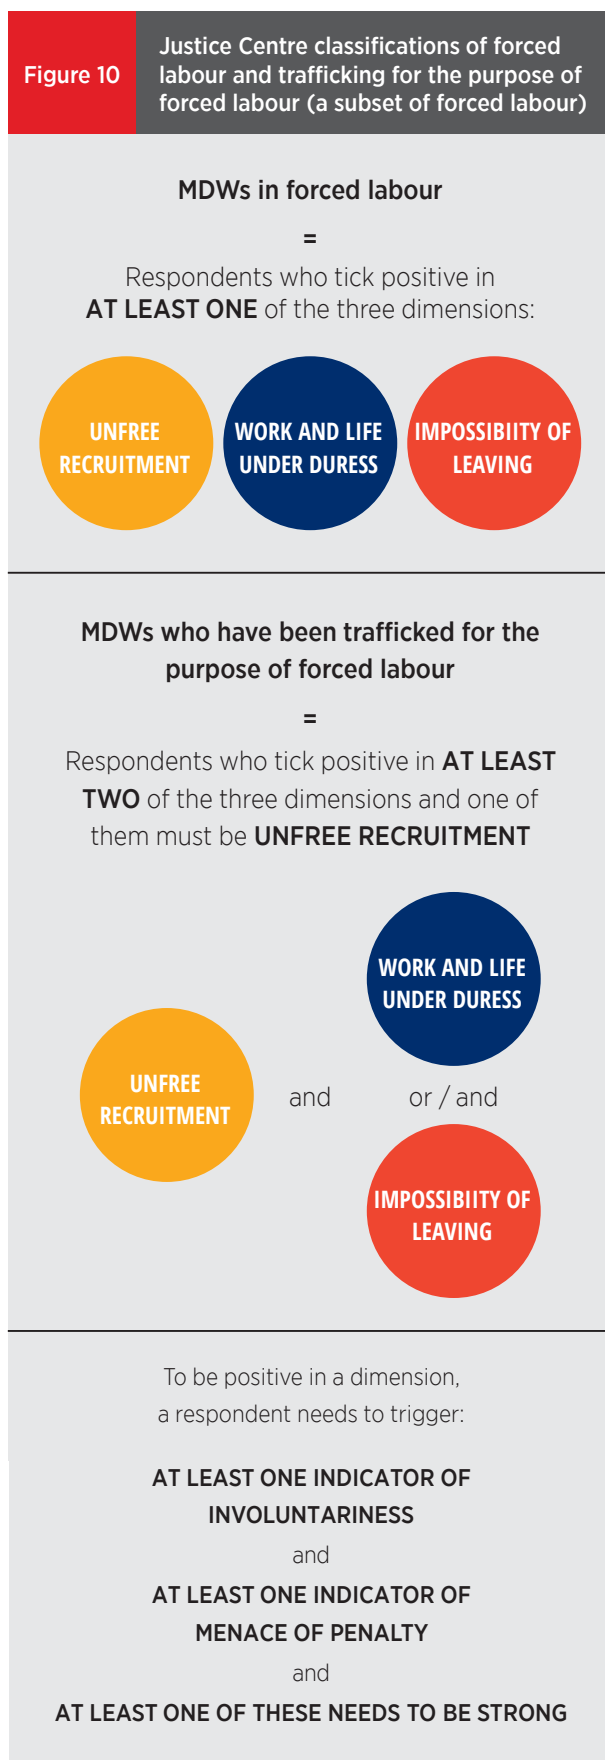 Figure 10
Justice Centre classifications of forced
labour and trafficking for the purpose of
forced labour (a subset of forced labour)
MDWs in forced labour
=
Respondents who tick positive in
AT LEAST ONE of the three dimensions:
UNFREE
RECRUITMENT
WORK AND LIFE
UNDER DURESS
IMPOSSIBIITY OF
LEAVING
MDWs who have been trafficked for the
purpose of forced labour
=
Respondents who tick positive in AT LEAST
TWO of the three dimensions and one of
them must be UNFREE RECRUITMENT
UNFREE
RECRUITMENT
and
WORK AND LIFE
UNDER DURESS
or / and
IMPOSSIBIITY OF
LEAVING
To be positive in a dimension,
a respondent needs to trigger:
AT LEAST ONE INDICATOR OF
INVOLUNTARINESS
and
AT LEAST ONE INDICATOR OF
MENACE OF PENALTY
and
AT LEAST ONE OF THESE NEEDS TO BE STRONG